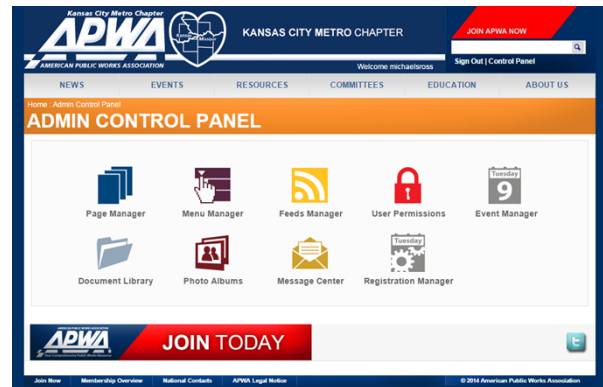 Kansas City Metro Chapter
APWA
AMERICAN PUBLIC WORKS ASSOCIATION
KANSAS CITY METRO CHAPTER
JOIN APWA NOW
Welcome michaelsross
Sign Out | Control Panel
NEWS EVENTS RESOURCES COMMITTEES EDUCATION ABOUT US
Home : Admin Control Panel
ADMIN CONTROL PANEL
Tuesday
9
Page Manager Menu Manager Feeds Manager User Permissions Event Manager
Tuesday
Document Library Photo Albums Message Center Registration Manager
APWA
JOIN TODAY
Join Now Membership Overview National Contacts APWA Legal Notice
© 2014 American Public Works Association